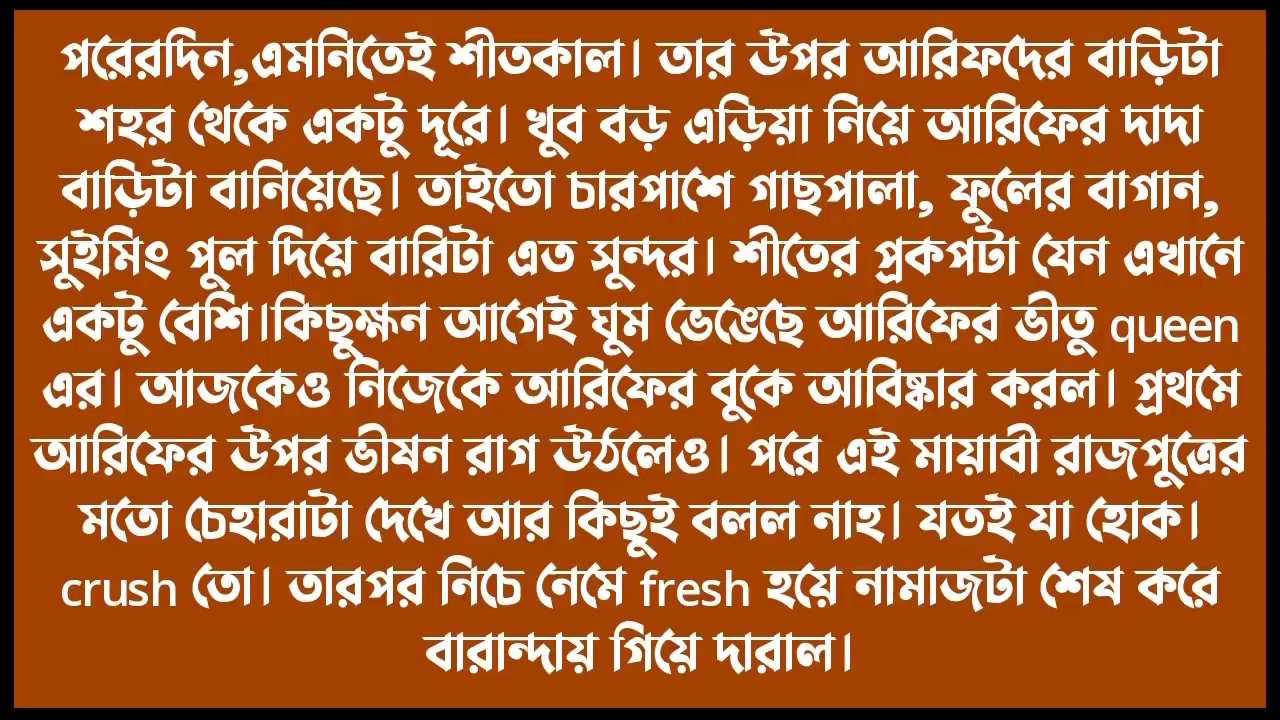 পরেরদিন,এমনিতেই শীতকাল। তার উপর আরিফদের বাড়িটা
শহর থেকে একটু দূরে। খুব বড় এড়িয়া নিয়ে আরিফের দাদা
বাড়িটা বানিয়েছে। তাইতো চারপাশে গাছপালা, ফুলের বাগান,
সুইমিং পুল দিয়ে বারিটা এত সুন্দর। শীতের প্রকপটা যেন এখানে
একটু বেশি।কিছুক্ষন আগেই ঘুম ভেঙেছে আরিফের ভীতু queen
এর। আজকেও নিজেকে আরিফের বুকে আবিষ্কার করল। প্রথমে
আরিফের উপর ভীষন রাগ উঠলেও। পরে এই মায়াবী রাজপুত্রের
মতো চেহারাটা দেখে আর কিছুই বলল নাহ। যতই যা হোক।
crush তো। তারপর নিচে নেমে fresh হয়ে নামাজটা শেষ করে
বারান্দায় গিয়ে দারাল।